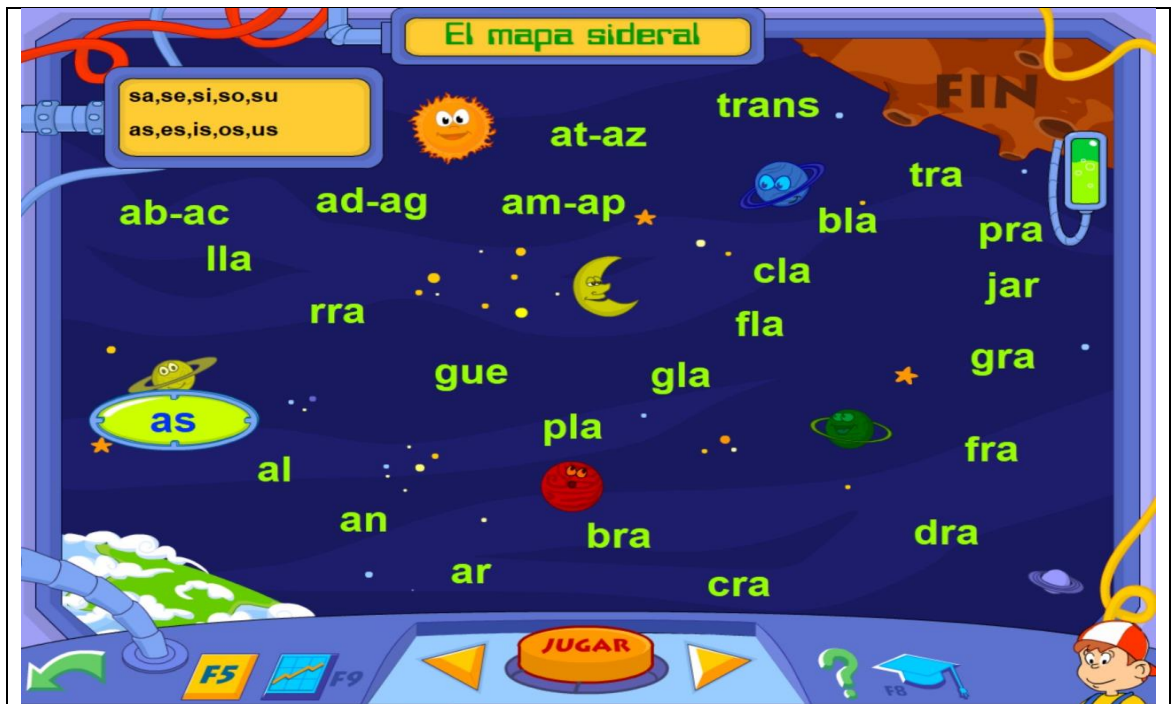 El mapa sideral
FIN
sa,se,si,so,su
as,es,is,os,us
trans
at-az
tra
ab-ac
ad-ag
am-ap
bla
pra
lla
cla
jar
rra
fla
gue
gla
gra
as
pla
fra
al
an
bra
dra
ar
cra
JUGAR
F5
F9
?
F8